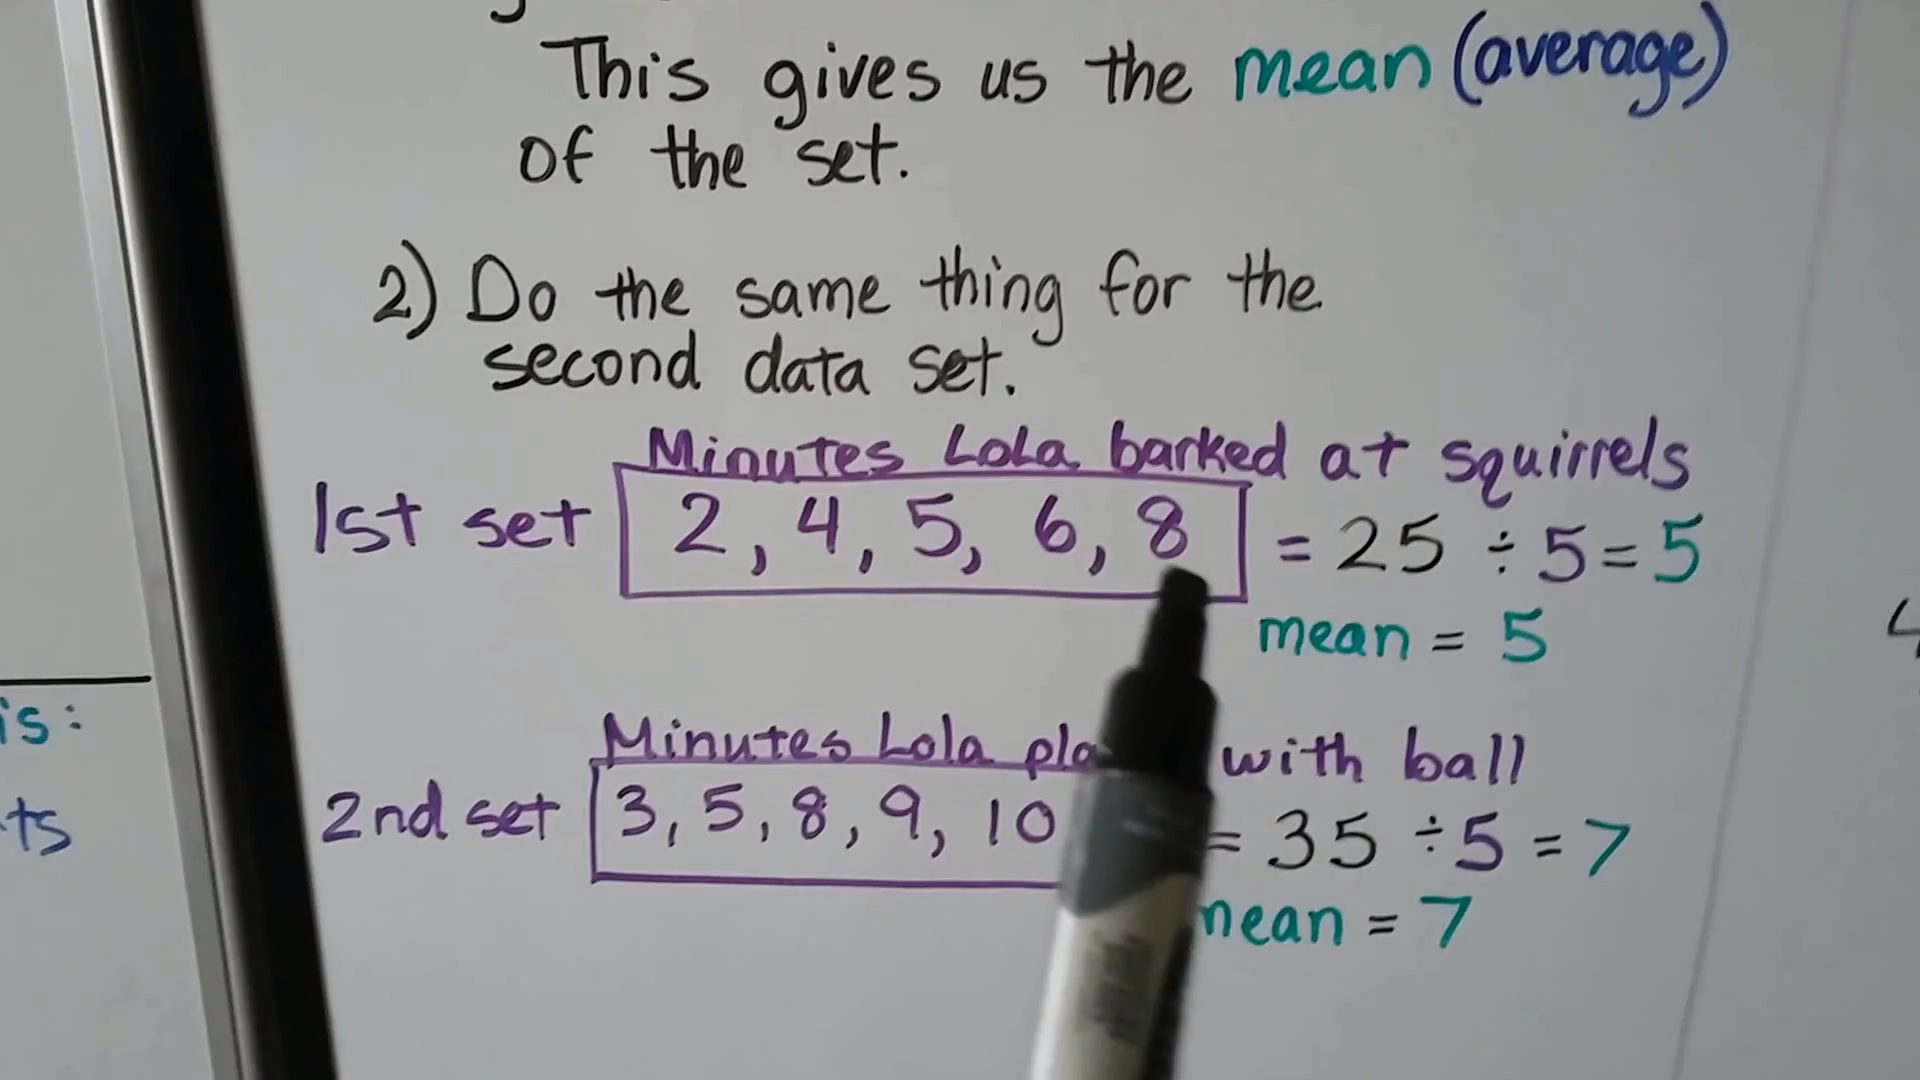 This gives us the mean (average)
of the set.
2) Do the same thing for the
second data set.
Minutes Lola barked at squirrels
1st set 2, 4, 5, 6, 8 = 25 ÷ 5 = 5
mean = 5
Minutes Lola with ball
2nd set 3, 5, 8, 9, 10 = 35 ÷ 5 = 7
mean = 7
is: